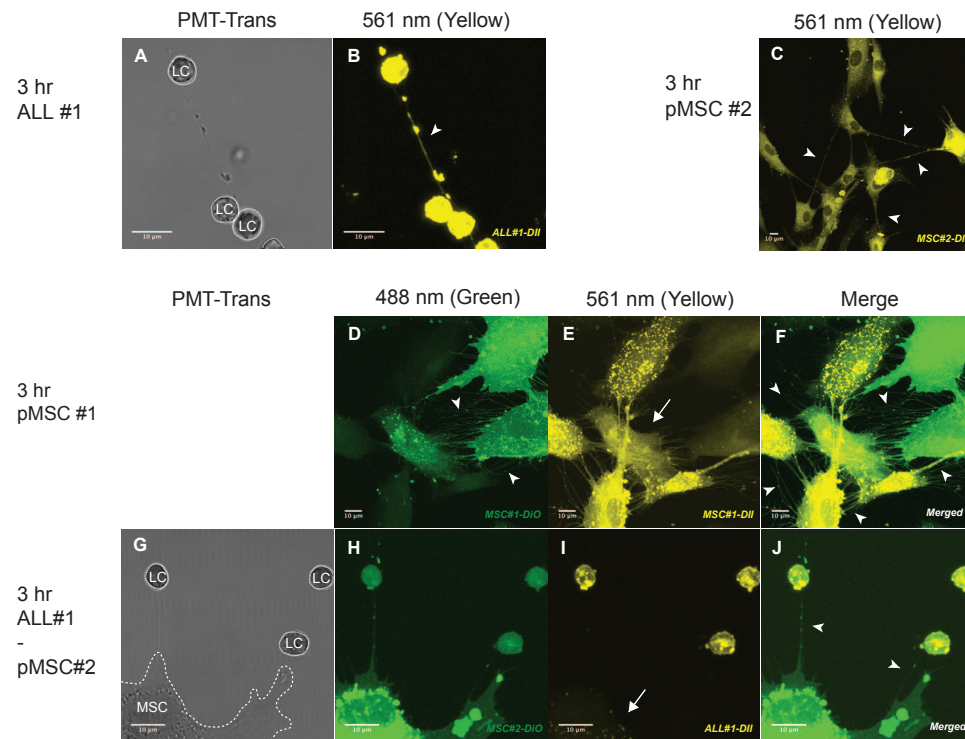 PMT-Trans
561 nm (Yellow)
561 nm (Yellow)
3 hr
ALL #1
A
LC
LC
LC
10 µm
B
10 µm
ALL#1-DII
3 hr
pMSC #2
C
10 µm
MSC#2-DII
PMT-Trans
488 nm (Green)
561 nm (Yellow)
Merge
3 hr
pMSC #1
D
10 µm
MSC#1-DiO
E
10 µm
MSC#1-DII
F
10 µm
Merged
3 hr
ALL#1
-
pMSC#2
G
LC
LC
LC
MSC
10 µm
H
10 µm
MSC#2-DiO
I
10 µm
ALL#1-DII
J
10 µm
Merged